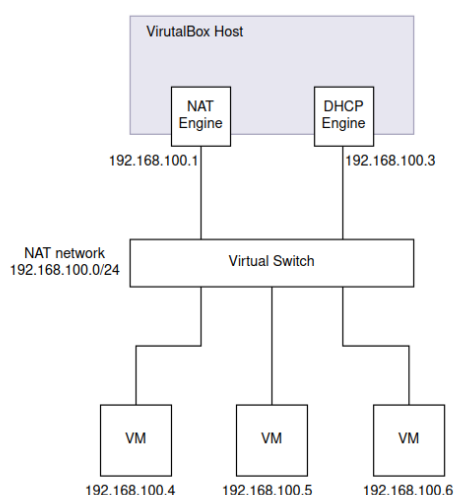 VirutalBox Host
NAT
Engine
DHCP
Engine
192.168.100.1
192.168.100.3
NAT network
192.168.100.0/24
Virtual Switch
VM
VM
VM
192.168.100.4
192.168.100.5
192.168.100.6